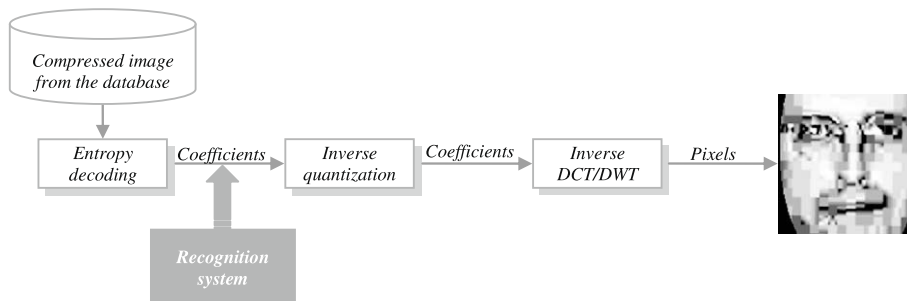 Compressed image
from the database
Entropy
decoding
Coefficients
Inverse
quantization
Coefficients
Inverse
DCT/DWT
Pixels
Recognition
system